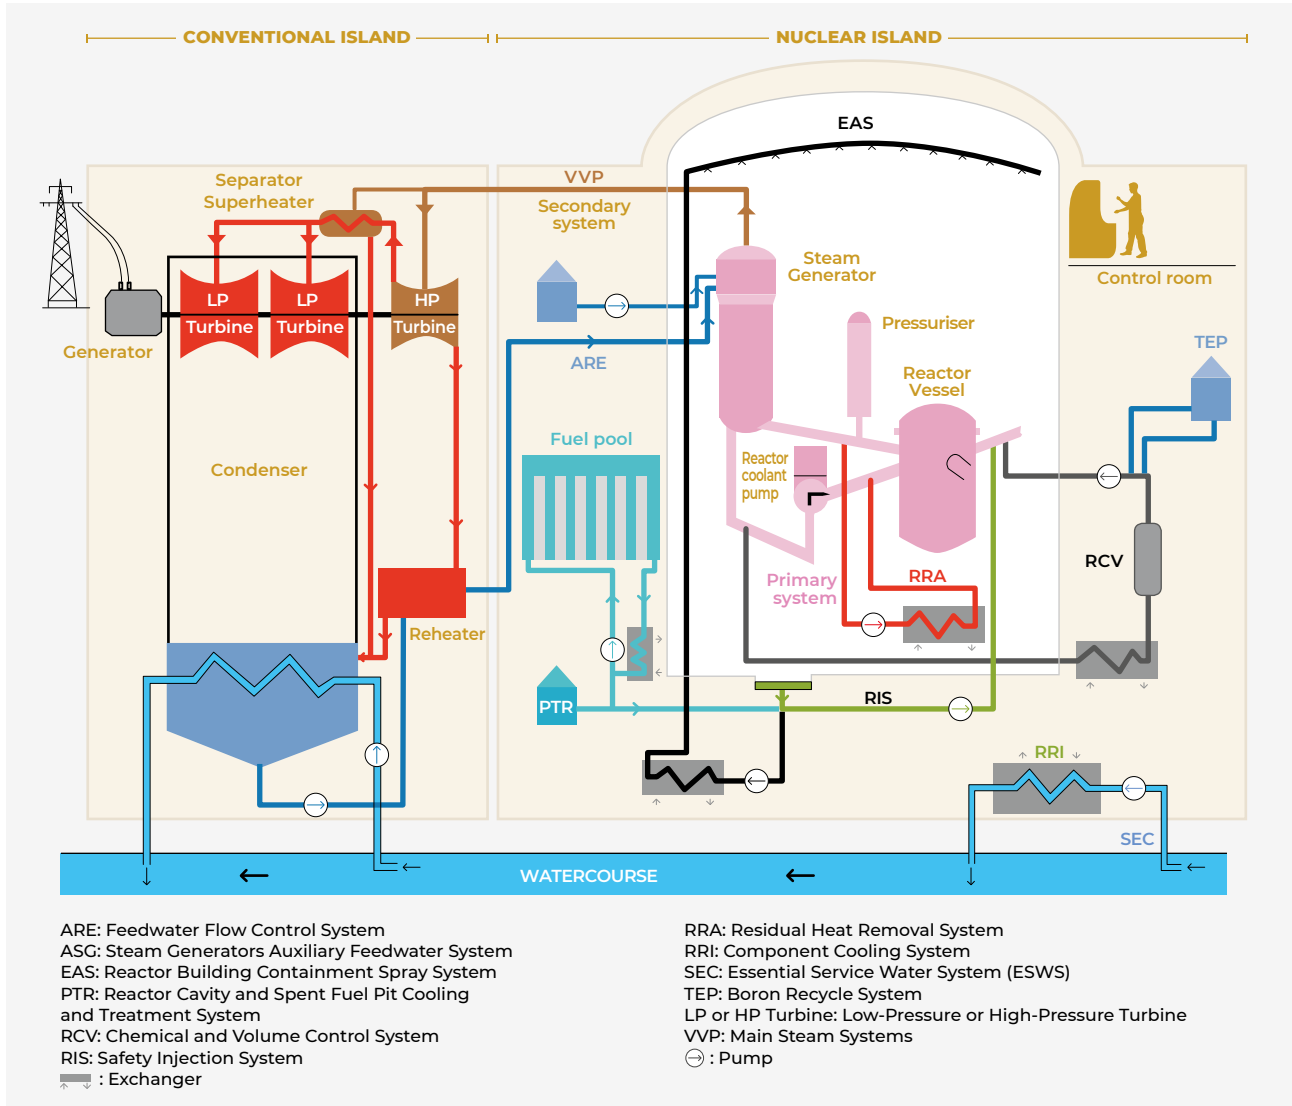 CONVENTIONAL ISLAND
NUCLEAR ISLAND
EAS
Separator
Superheater
VVP
Secondary
system
Steam
Generator
Control room
LP
Turbine
LP
Turbine
HP
Turbine
Generator
Pressuriser
ARE
TEP
Reactor
Vessel
Fuel pool
Condenser
Reactor
coolant
pump
RCV
Primary
system
RRA
Reheater
PTR
RIS
RRI
SEC
WATERCOURSE
ARE: Feedwater Flow Control System
ASG: Steam Generators Auxiliary Feedwater System
EAS: Reactor Building Containment Spray System
PTR: Reactor Cavity and Spent Fuel Pit Cooling
and Treatment System
RCV: Chemical and Volume Control System
RIS: Safety Injection System
: Exchanger
RRA: Residual Heat Removal System
RRI: Component Cooling System
SEC: Essential Service Water System (ESWS)
TEP: Boron Recycle System
LP or HP Turbine: Low-Pressure or High-Pressure Turbine
VVP: Main Steam Systems
: Pump